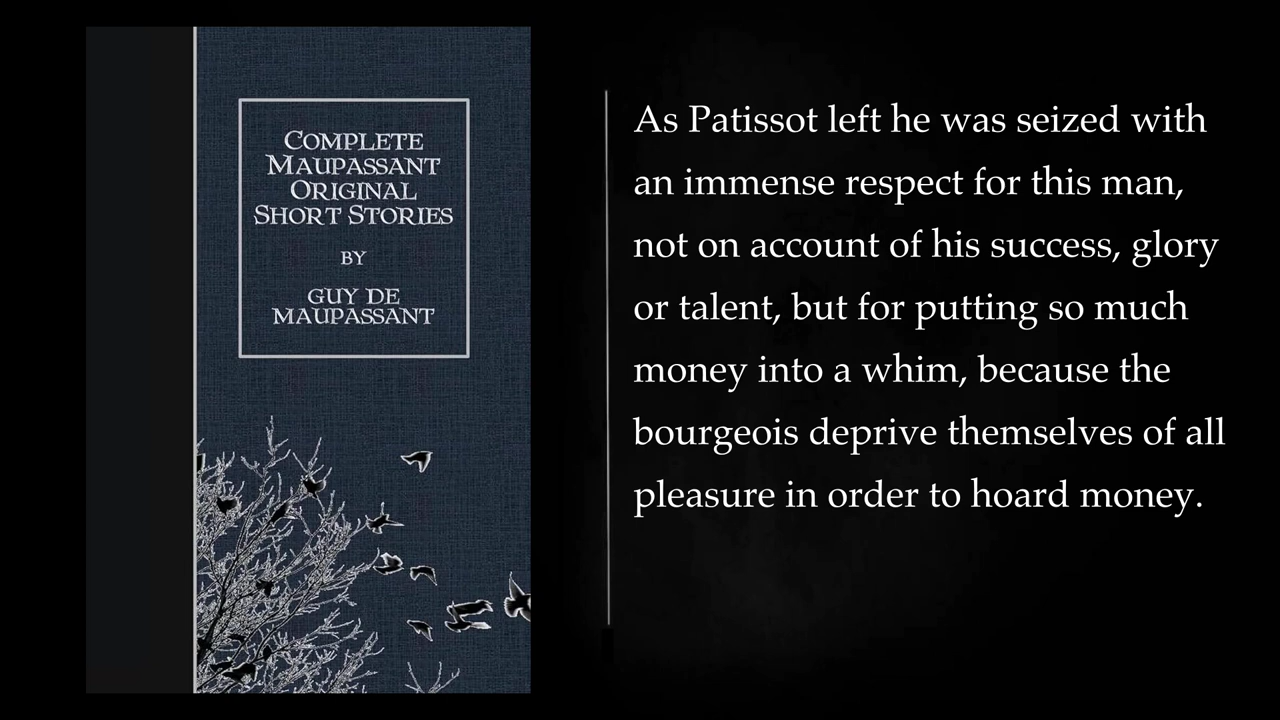 COMPLETE
MAUPASSANT
ORIGINAL
SHORT STORIES
BY
GUY DE
MAUPASSANT
As Patissot left he was seized with
an immense respect for this man,
not on account of his success, glory
or talent, but for putting so much
money into a whim, because the
bourgeois deprive themselves of all
pleasure in order to hoard money.